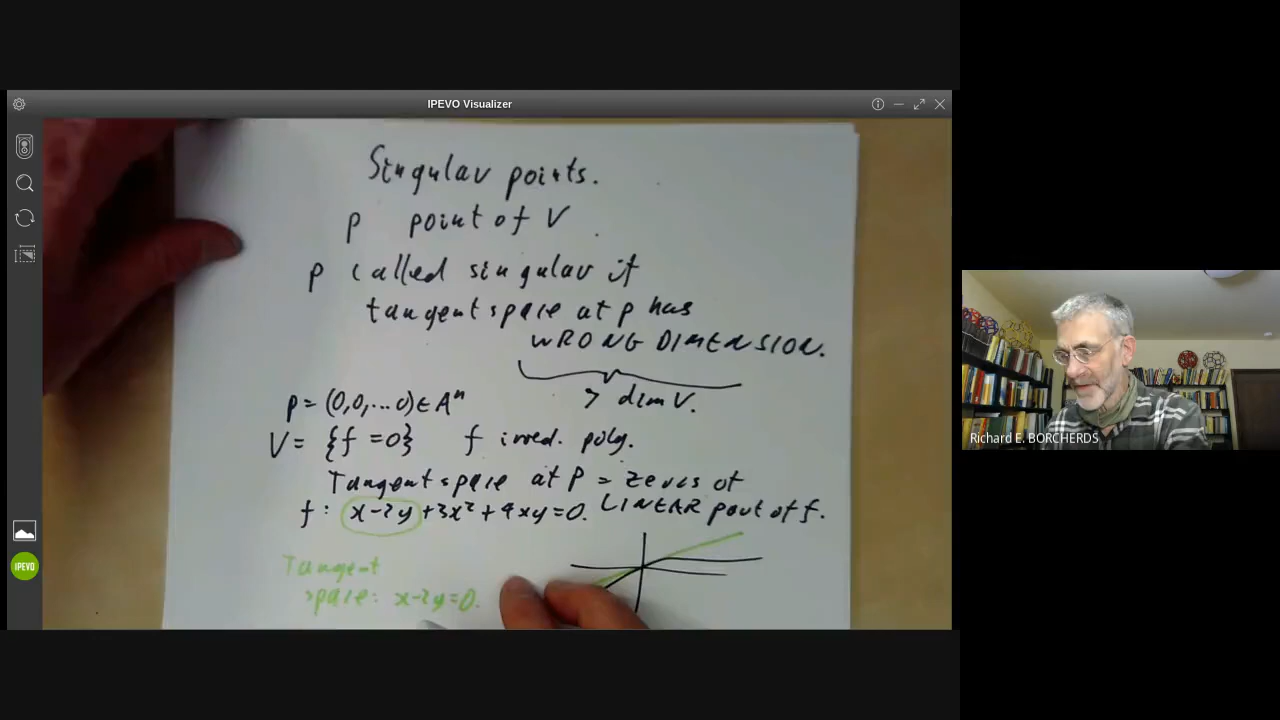 IPEVO Visualizer
Singular points.
p point of V
p called singular if
tangent space at p has
WRONG DIMENSION.
> dim V.
p = (0,0,...0) ∈ Aⁿ
V = {f = 0} f irred. poly.
Tangent space at p = zeros of
f: x-2y + 3x² + 4xy = 0. LINEAR part of f.
Tangent
space: x-2y=0.
Richard E. BORCHERDS
IPEVO